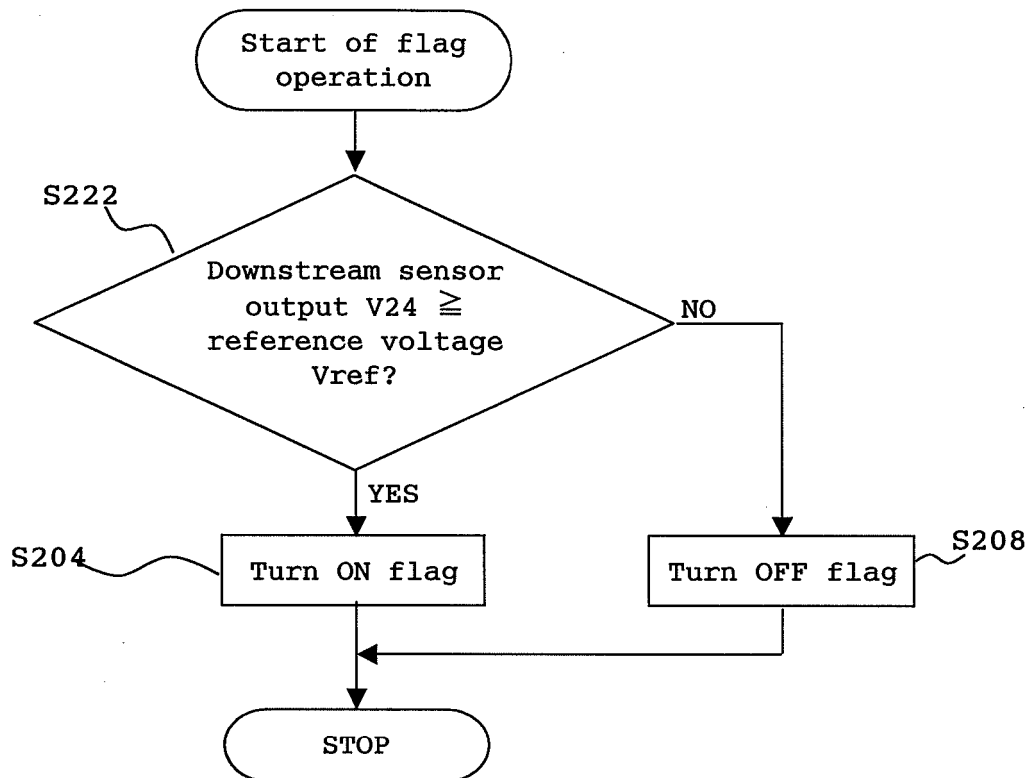 Start of flag
operation
S222
Downstream sensor
output V24 ≧
reference voltage
Vref?
NO
YES
S204
Turn ON flag
Turn OFF flag
S208
STOP